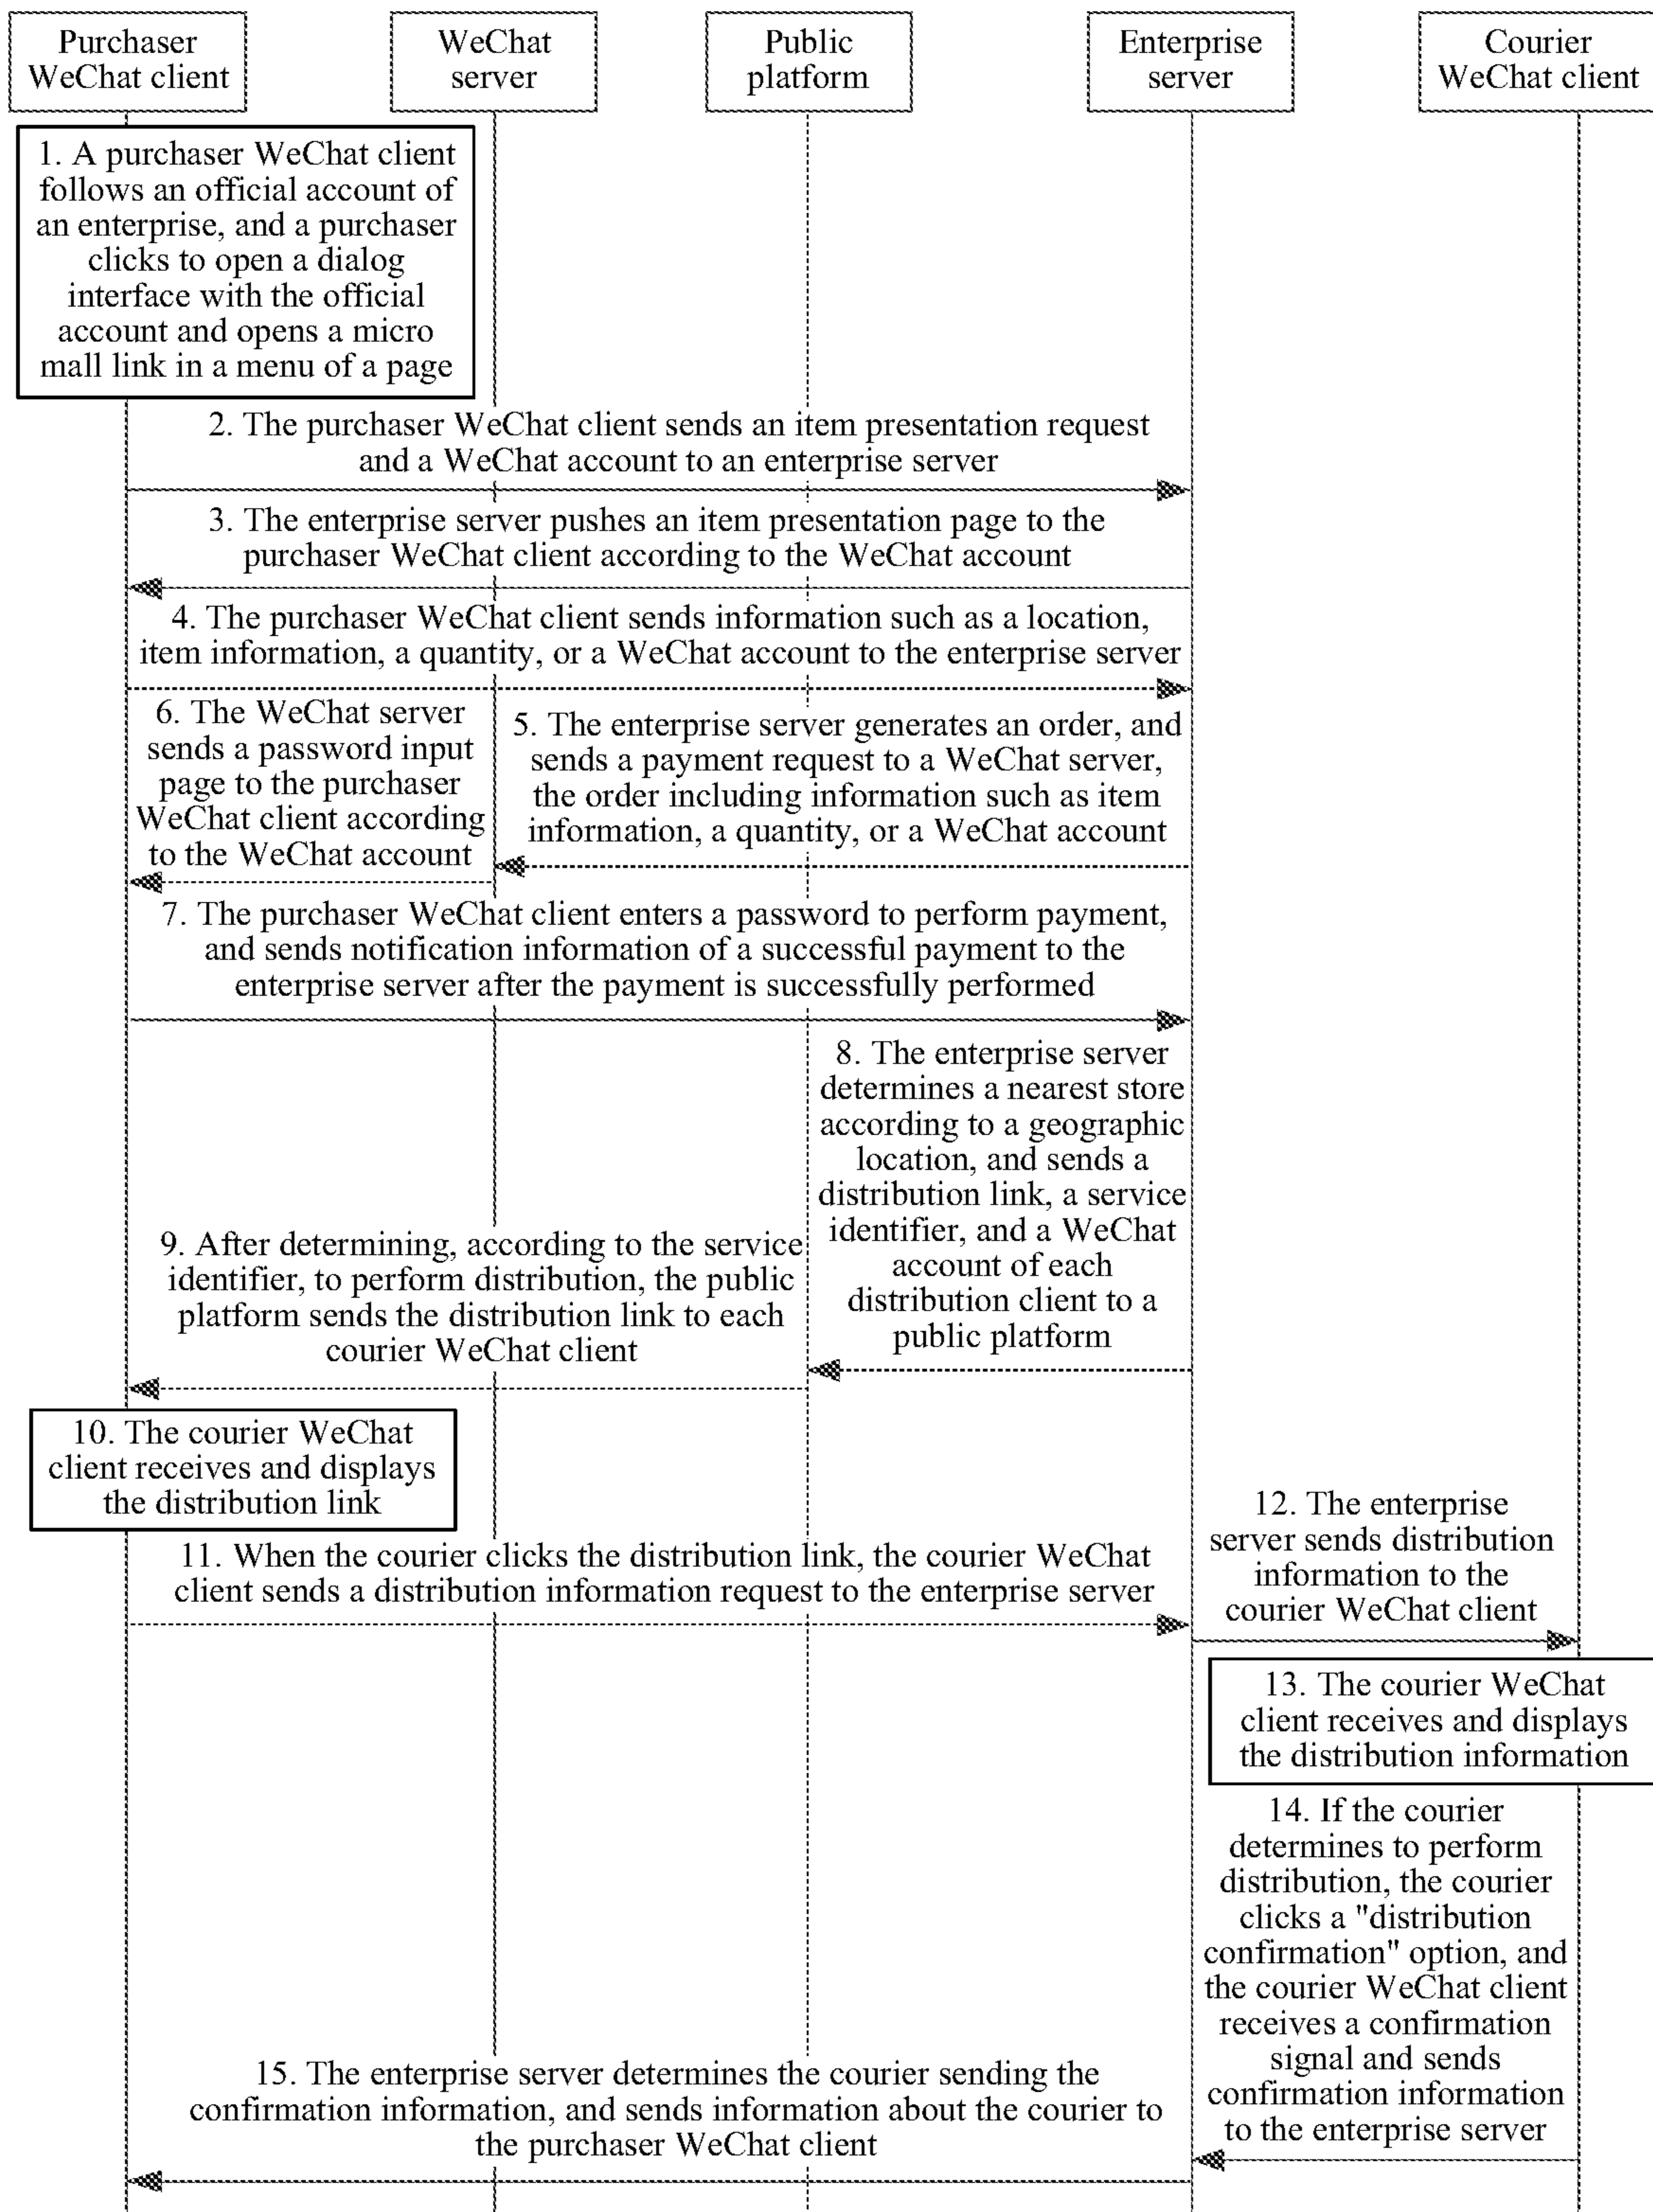 Purchaser
WeChat client
WeChat
server
Public
platform
Enterprise
server
Courier
WeChat client
1. A purchaser WeChat client
follows an official account of
an enterprise, and a purchaser
clicks to open a dialog
interface with the official
account and opens a micro
mall link in a menu of a page
2. The purchaser WeChat client sends an item presentation request
and a WeChat account to an enterprise server
3. The enterprise server pushes an item presentation page to the
purchaser WeChat client according to the WeChat account
4. The purchaser WeChat client sends information such as a location,
item information, a quantity, or a WeChat account to the enterprise server
5. The enterprise server generates an order, and
sends a payment request to a WeChat server,
the order including information such as item
information, a quantity, or a WeChat account
6. The WeChat server
sends a password input
page to the purchaser
WeChat client according
to the WeChat account
7. The purchaser WeChat client enters a password to perform payment,
and sends notification information of a successful payment to the
enterprise server after the payment is successfully performed
8. The enterprise server
determines a nearest store
according to a geographic
location, and sends a
distribution link, a service
identifier, and a WeChat
account of each
distribution client to a
public platform
9. After determining, according to the service
identifier, to perform distribution, the public
platform sends the distribution link to each
courier WeChat client
10. The courier WeChat
client receives and displays
the distribution link
11. When the courier clicks the distribution link, the courier WeChat
client sends a distribution information request to the enterprise server
12. The enterprise
server sends distribution
information to the
courier WeChat client
13. The courier WeChat
client receives and displays
the distribution information
14. If the courier
determines to perform
distribution, the courier
clicks a "distribution
confirmation" option, and
the courier WeChat client
receives a confirmation
signal and sends
confirmation information
to the enterprise server
15. The enterprise server determines the courier sending the
confirmation information, and sends information about the courier to
the purchaser WeChat client